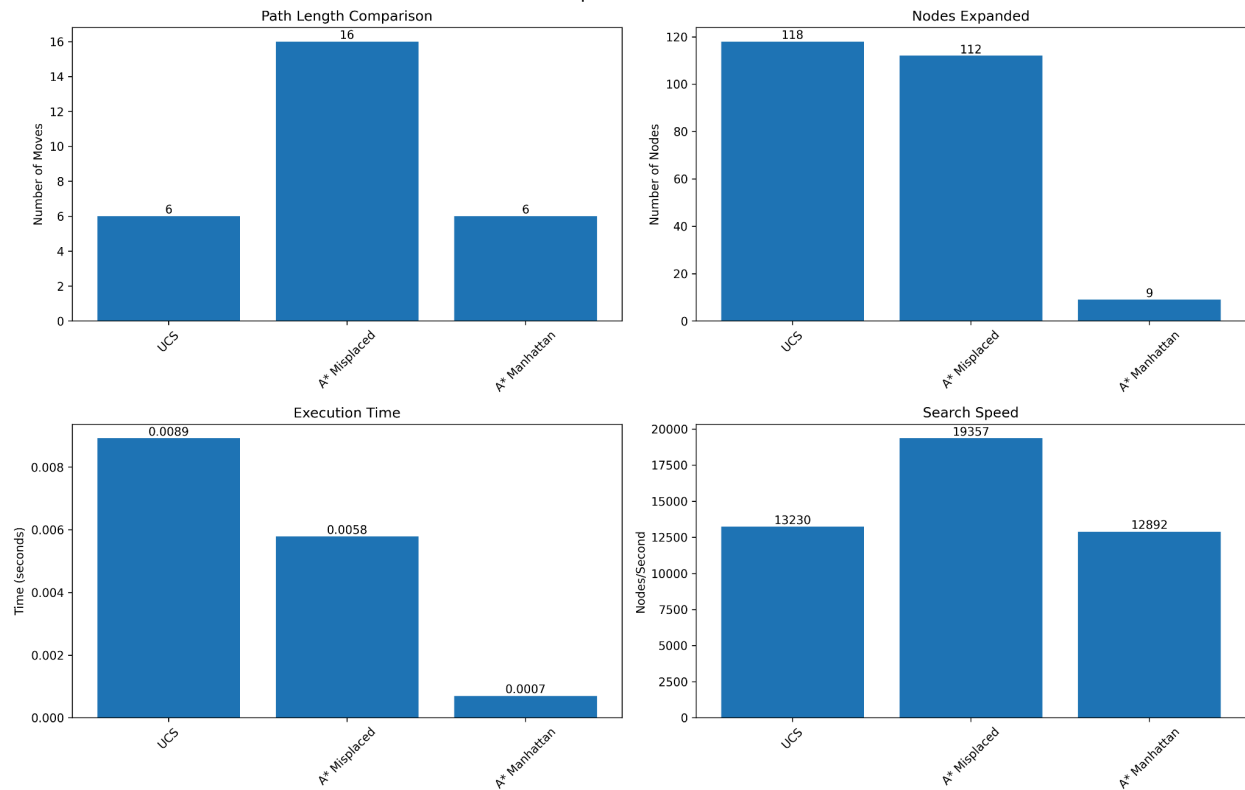 Path Length Comparison
Number of Moves
16
14
12
10
8
6
4
2
0
6
16
6
UCS
A* Misplaced
A* Manhattan
Nodes Expanded
Number of Nodes
120
100
80
60
40
20
0
118
112
9
UCS
A* Misplaced
A* Manhattan
Execution Time
Time (seconds)
0.008
0.006
0.004
0.002
0.000
0.0089
0.0058
0.0007
UCS
A* Misplaced
A* Manhattan
Search Speed
Nodes/Second
20000
17500
15000
12500
10000
7500
5000
2500
0
13230
19357
12892
UCS
A* Misplaced
A* Manhattan